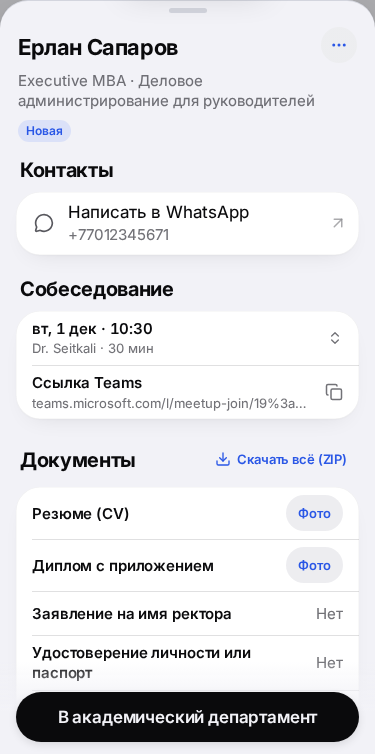 Ерлан Сапаров
Executive MBA · Деловое
администрирование для руководителей
Новая
Контакты
Написать в WhatsApp
+77012345671
Собеседование
вт, 1 дек · 10:30
Dr. Seitkali · 30 мин
Ссылка Teams
teams.microsoft.com/l/meetup-join/19%3a...
Документы
Скачать всё (ZIP)
Резюме (CV)
Фото
Диплом с приложением
Фото
Заявление на имя ректора
Нет
Удостоверение личности или
паспорт
Нет
В академический департамент